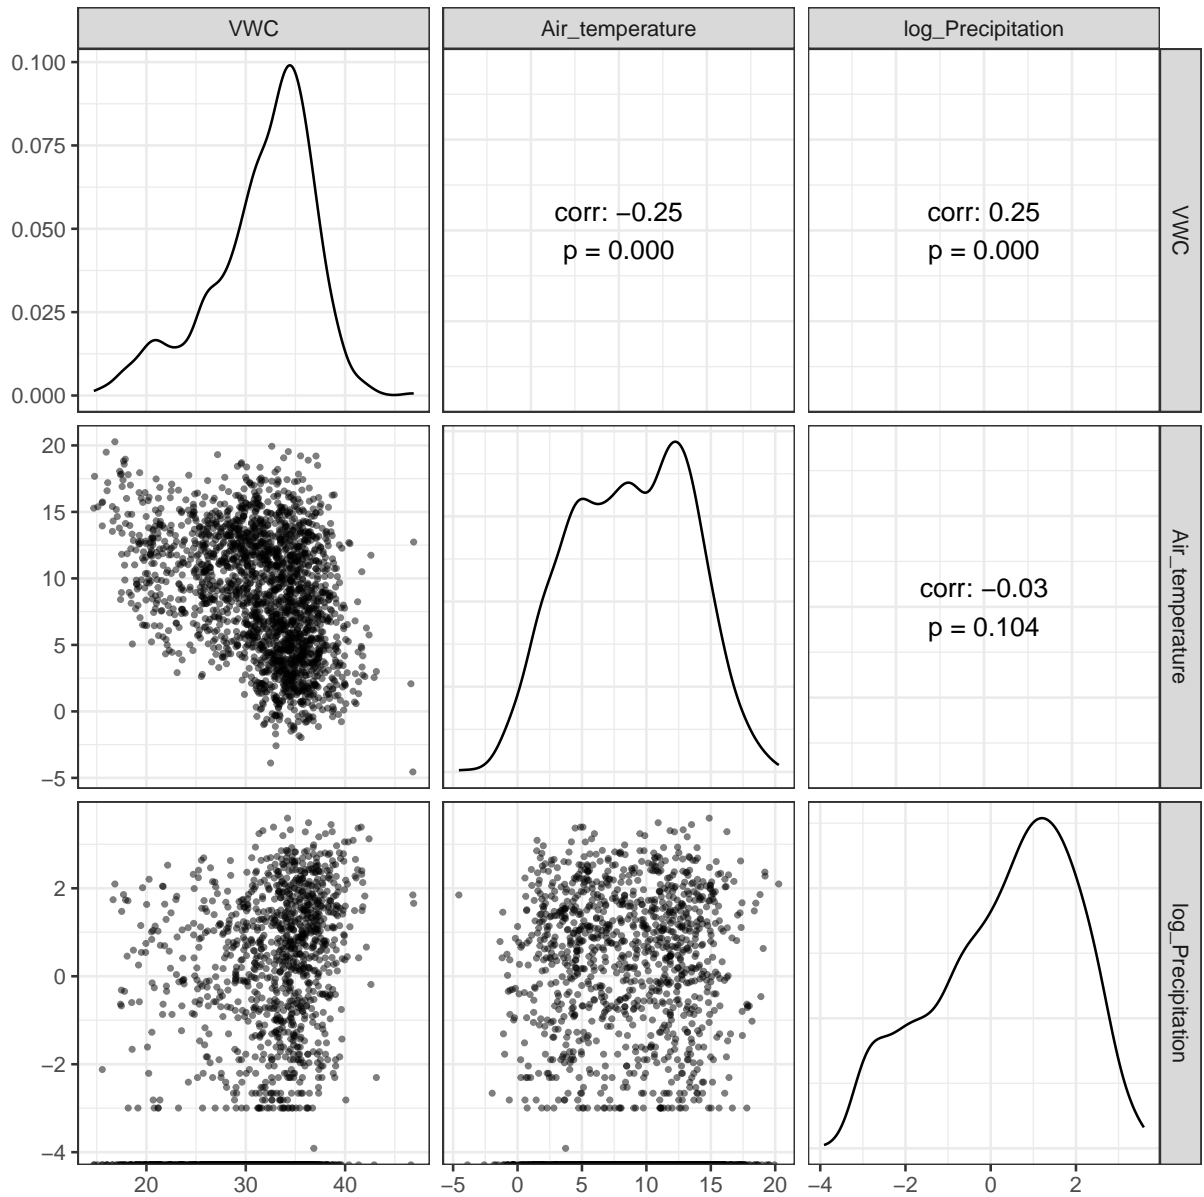 VWC
Air_temperature
log_Precipitation
0.100
0.075
0.050
0.025
0.000
corr: −0.25
p = 0.000
corr: 0.25
p = 0.000
VWC
20
15
10
5
0
−5
corr: −0.03
p = 0.104
Air_temperature
2
0
−2
−4
log_Precipitation
20 30 40
−5 0 5 10 15 20
−4 −2 0 2